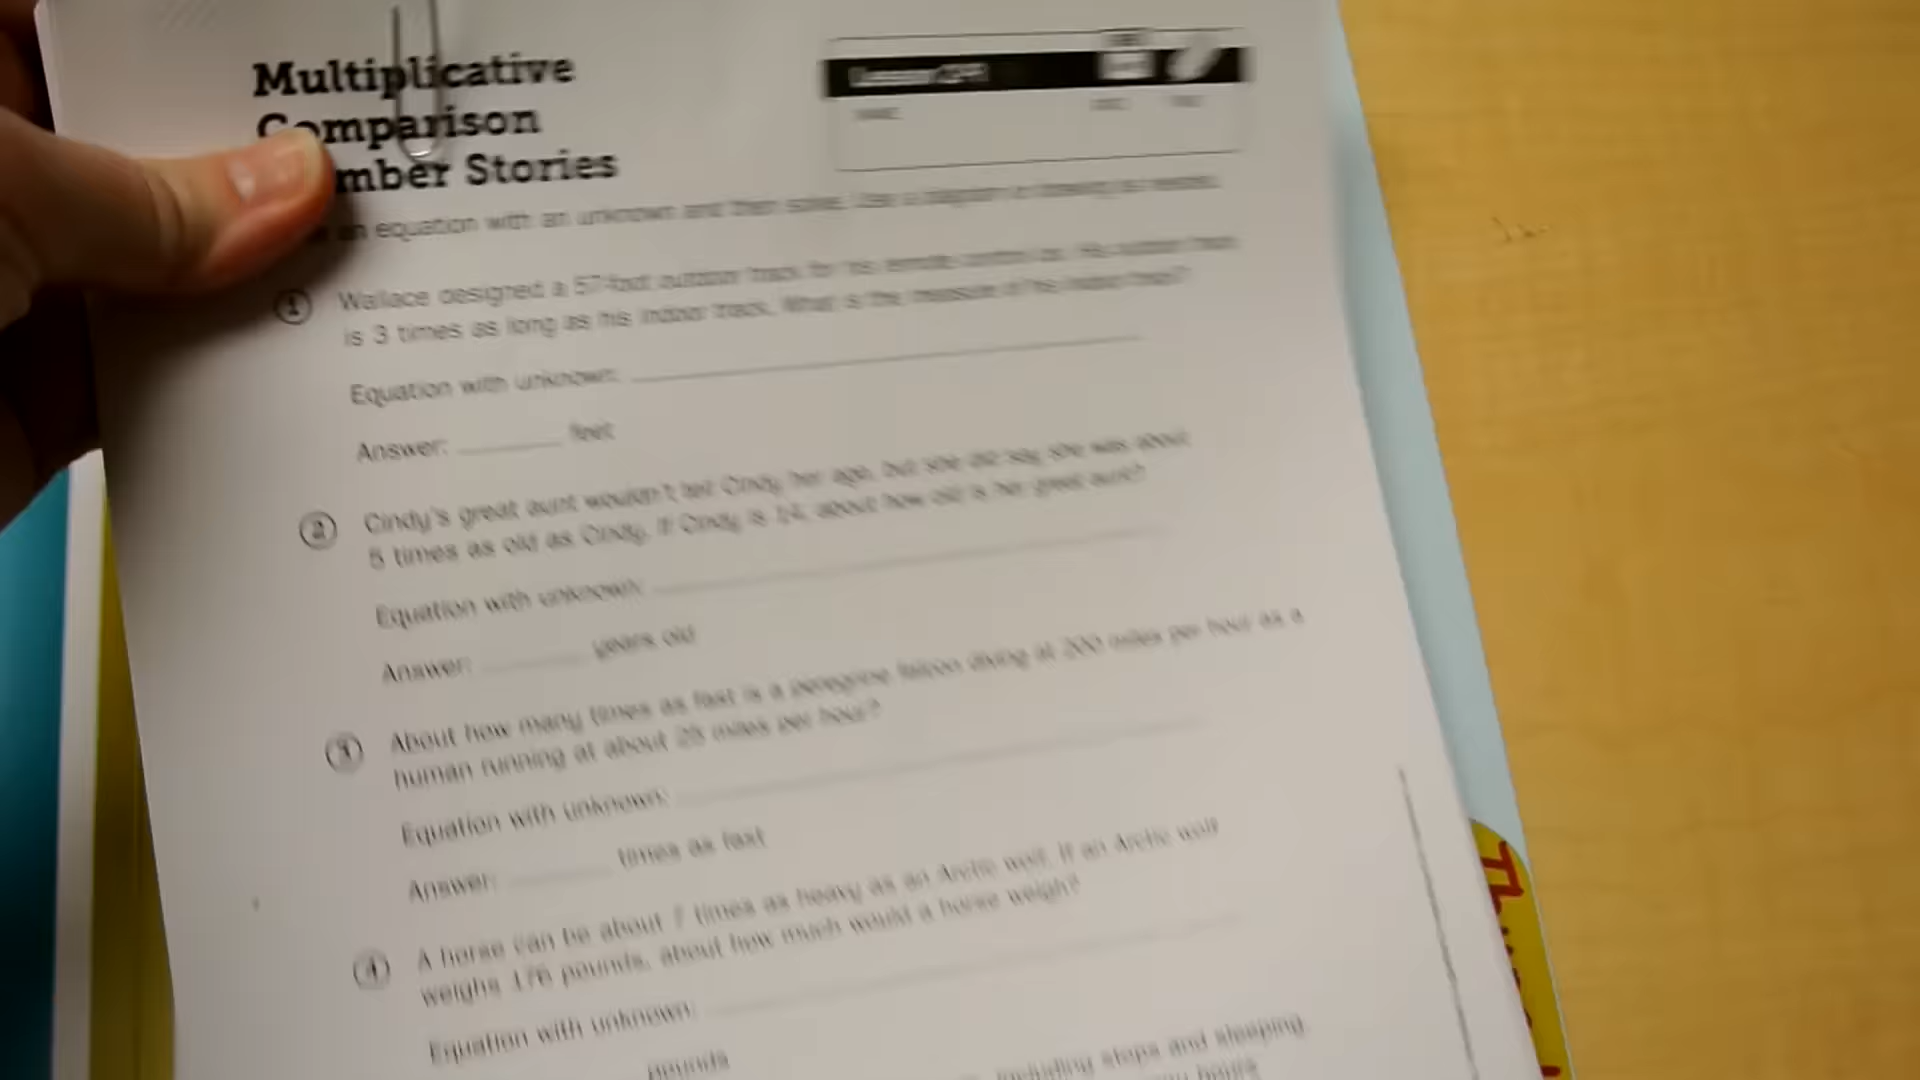 Multiplicative
Comparison
mber Stories
an equation with an unknown and then solve. Use a diagram or drawing as needed.
1 Wallace designed a 57-foot outdoor track for his remote control car. His outdoor track
is 3 times as long as his indoor track. What is the measure of his indoor track?
Equation with unknown:
Answer: feet
2 Cindy's great aunt wouldn't tell Cindy her age, but she did say she was about
5 times as old as Cindy. If Cindy is 14, about how old is her great aunt?
Equation with unknown:
Answer: years old
3 About how many times as fast is a peregrine falcon diving at 200 miles per hour as a
human running at about 25 miles per hour?
Equation with unknown:
Answer: times as fast
4 A horse can be about 7 times as heavy as an Arctic wolf. If an Arctic wolf
weighs 176 pounds, about how much would a horse weigh?
Equation with unknown:
pounds
including stops and sleeping,
hours